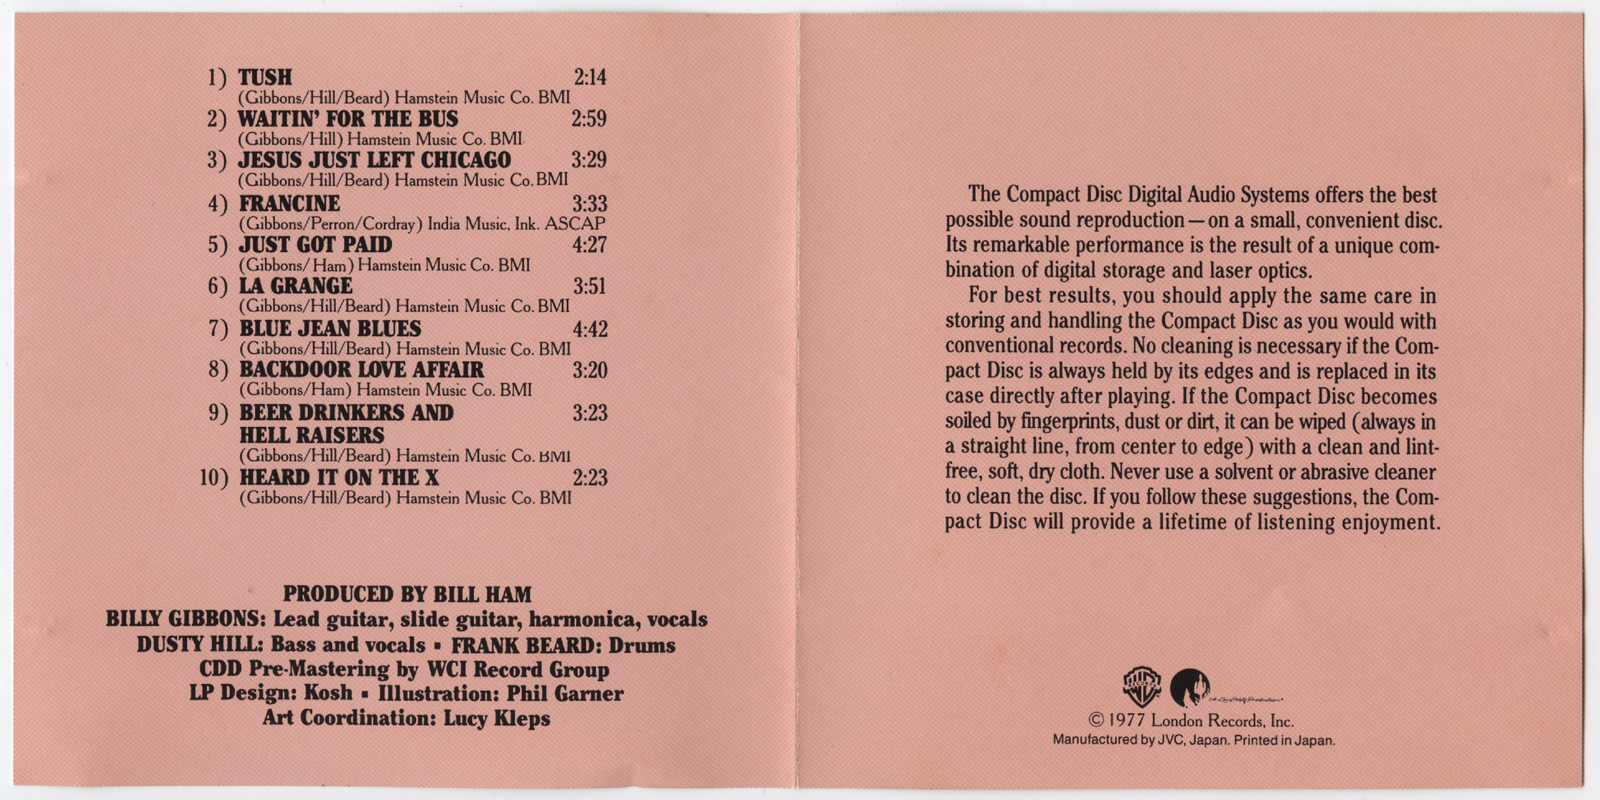 1) TUSH 2:14
(Gibbons/Hill/Beard) Hamstein Music Co. BMI
2) WAITIN' FOR THE BUS 2:59
(Gibbons/Hill) Hamstein Music Co. BMI
3) JESUS JUST LEFT CHICAGO 3:29
(Gibbons/Hill/Beard) Hamstein Music Co. BMI
4) FRANCINE 3:33
(Gibbons/Perron/Cordray) India Music, Ink. ASCAP
5) JUST GOT PAID 4:27
(Gibbons/Ham) Hamstein Music Co. BMI
6) LA GRANGE 3:51
(Gibbons/Hill/Beard) Hamstein Music Co. BMI
7) BLUE JEAN BLUES 4:42
(Gibbons/Hill/Beard) Hamstein Music Co. BMI
8) BACKDOOR LOVE AFFAIR 3:20
(Gibbons/Ham) Hamstein Music Co. BMI
9) BEER DRINKERS AND 3:23
HELL RAISERS
(Gibbons/Hill/Beard) Hamstein Music Co. BMI
10) HEARD IT ON THE X 2:23
(Gibbons/Hill/Beard) Hamstein Music Co. BMI
PRODUCED BY BILL HAM
BILLY GIBBONS: Lead guitar, slide guitar, harmonica, vocals
DUSTY HILL: Bass and vocals ▪ FRANK BEARD: Drums
CDD Pre-Mastering by WCI Record Group
LP Design: Kosh ▪ Illustration: Phil Garner
Art Coordination: Lucy Kleps
The Compact Disc Digital Audio Systems offers the best
possible sound reproduction — on a small, convenient disc.
Its remarkable performance is the result of a unique com-
bination of digital storage and laser optics.
For best results, you should apply the same care in
storing and handling the Compact Disc as you would with
conventional records. No cleaning is necessary if the Com-
pact Disc is always held by its edges and is replaced in its
case directly after playing. If the Compact Disc becomes
soiled by fingerprints, dust or dirt, it can be wiped (always in
a straight line, from center to edge) with a clean and lint-
free, soft, dry cloth. Never use a solvent or abrasive cleaner
to clean the disc. If you follow these suggestions, the Com-
pact Disc will provide a lifetime of listening enjoyment.
© 1977 London Records, Inc.
Manufactured by JVC, Japan. Printed in Japan.